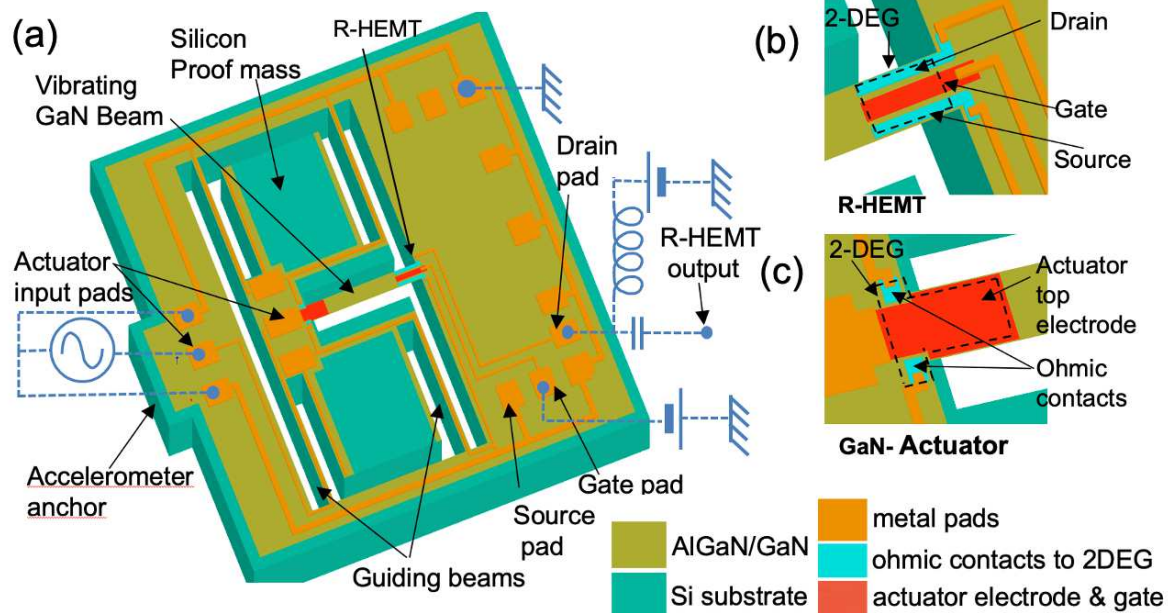 (a)
Silicon
Proof mass
R-HEMT
Vibrating
GaN Beam
Drain
pad
R-HEMT
output
Actuator
input pads
Accelerometer
anchor
Guiding beams
Source
pad
Gate pad
(b)
2-DEG
Drain
Gate
Source
R-HEMT
(c)
2-DEG
Actuator
top
electrode
Ohmic
contacts
GaN- Actuator
AlGaN/GaN
Si substrate
metal pads
ohmic contacts to 2DEG
actuator electrode & gate